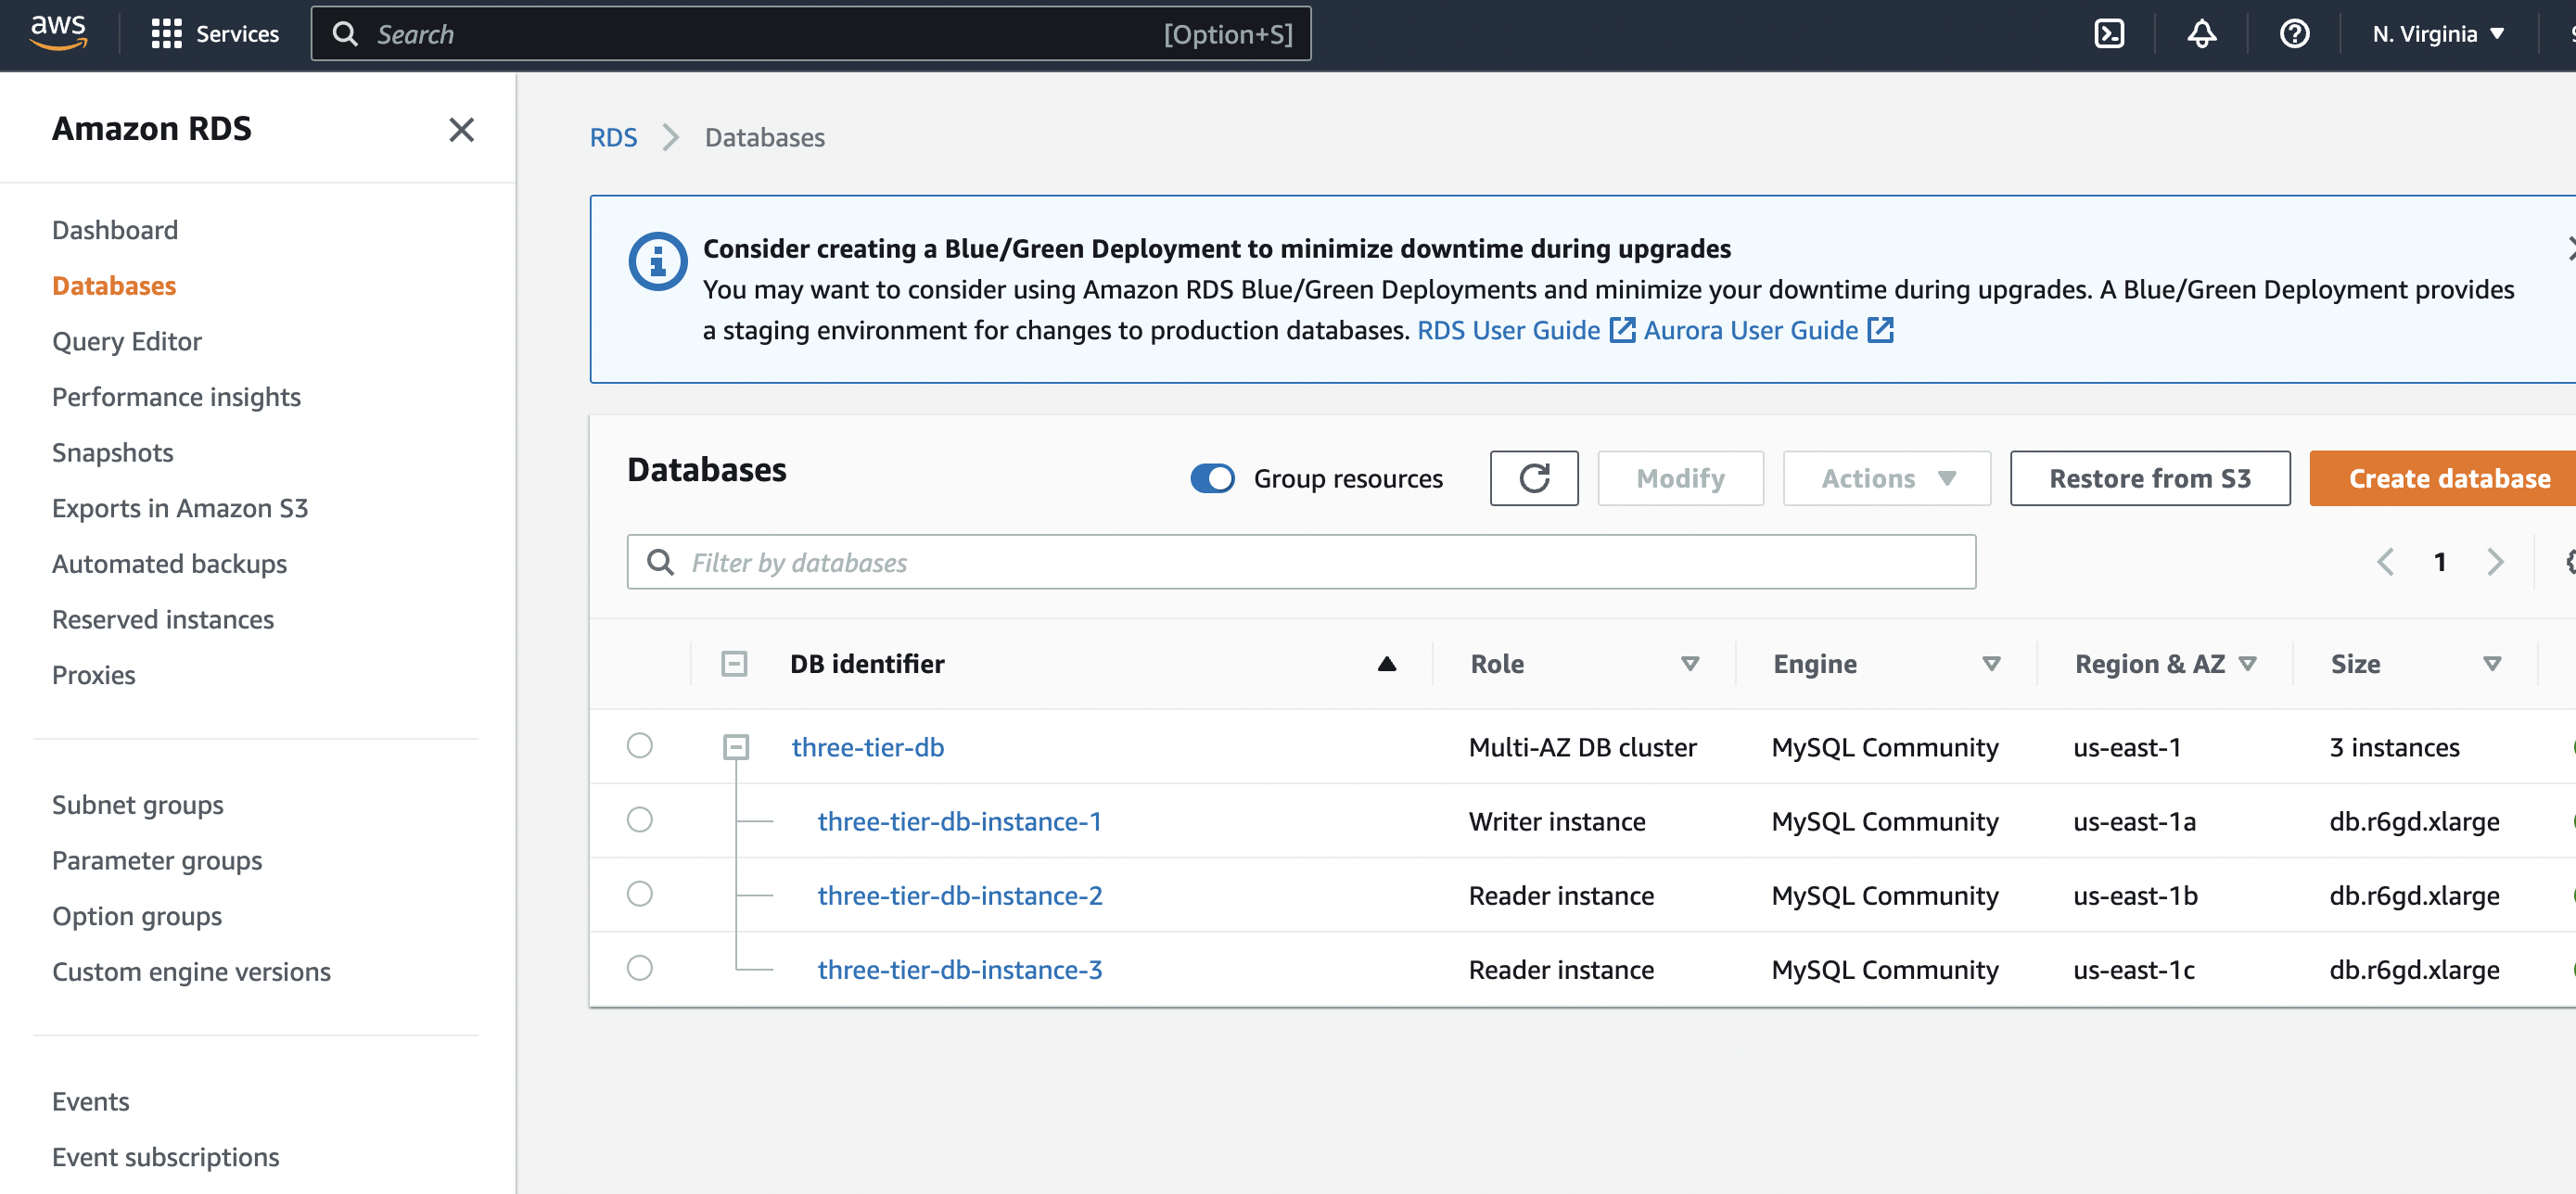 aws
Services
Search
[Option+S]
N. Virginia
Amazon RDS
Dashboard
Databases
Query Editor
Performance insights
Snapshots
Exports in Amazon S3
Automated backups
Reserved instances
Proxies
Subnet groups
Parameter groups
Option groups
Custom engine versions
Events
Event subscriptions
RDS
Databases
Consider creating a Blue/Green Deployment to minimize downtime during upgrades
You may want to consider using Amazon RDS Blue/Green Deployments and minimize your downtime during upgrades. A Blue/Green Deployment provides
a staging environment for changes to production databases. RDS User Guide Aurora User Guide
Databases
Group resources
Modify
Actions
Restore from S3
Create database
Filter by databases
1
DB identifier Role Engine Region & AZ Size
three-tier-db Multi-AZ DB cluster MySQL Community us-east-1 3 instances
three-tier-db-instance-1 Writer instance MySQL Community us-east-1a db.r6gd.xlarge
three-tier-db-instance-2 Reader instance MySQL Community us-east-1b db.r6gd.xlarge
three-tier-db-instance-3 Reader instance MySQL Community us-east-1c db.r6gd.xlarge